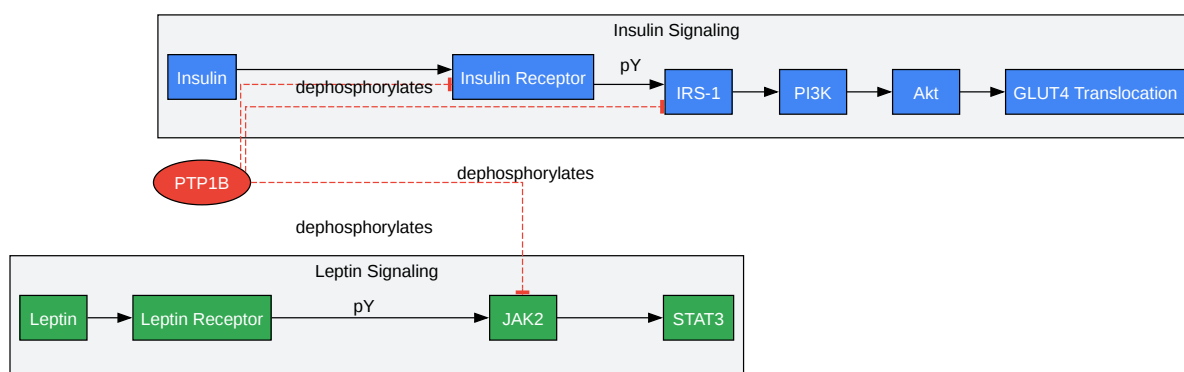 Insulin Signaling
Insulin
Insulin Receptor
pY
IRS-1
PI3K
Akt
GLUT4 Translocation
dephosphorylates
PTP1B
dephosphorylates
dephosphorylates
Leptin Signaling
Leptin
Leptin Receptor
pY
JAK2
STAT3